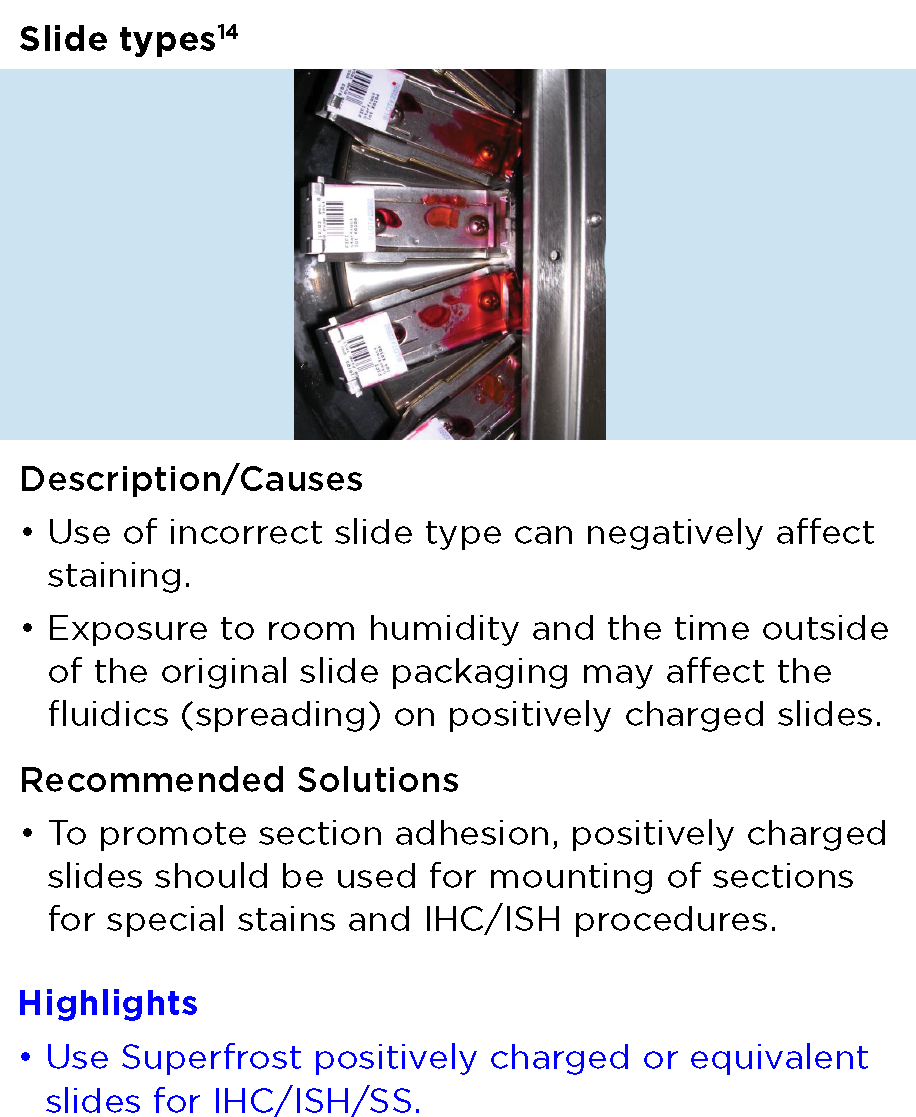 Slide types¹⁴
Description/Causes
• Use of incorrect slide type can negatively affect
staining.
• Exposure to room humidity and the time outside
of the original slide packaging may affect the
fluidics (spreading) on positively charged slides.
Recommended Solutions
• To promote section adhesion, positively charged
slides should be used for mounting of sections
for special stains and IHC/ISH procedures.
Highlights
• Use Superfrost positively charged or equivalent
slides for IHC/ISH/SS.